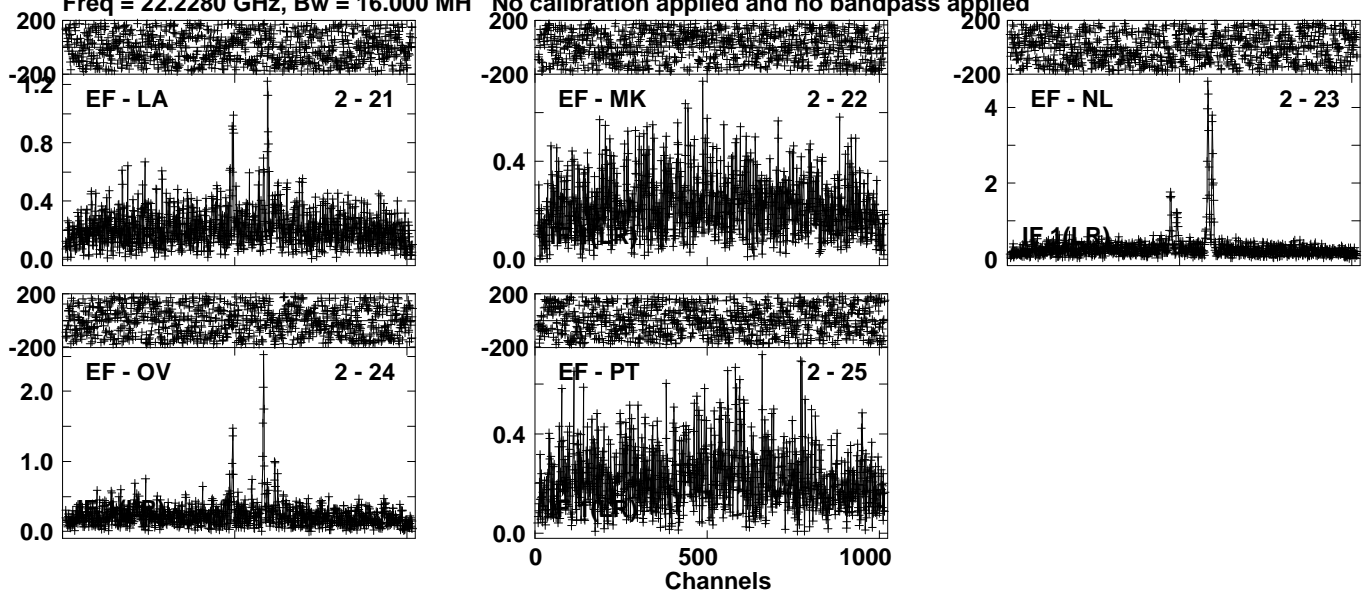 Freq = 22.2280 GHz, Bw = 16.000 MH No calibration applied and no bandpass applied
200
-200
EF - LA 2 - 21
1.2
0.8
0.4
0.0
200
-200
EF - MK 2 - 22
0.4
0.0
200
-200
EF - NL 2 - 23
4
2
0
IF 1(LR)
200
-200
EF - OV 2 - 24
2.0
1.0
0.0
200
-200
EF - PT 2 - 25
0.4
0.0
0 500 1000
Channels